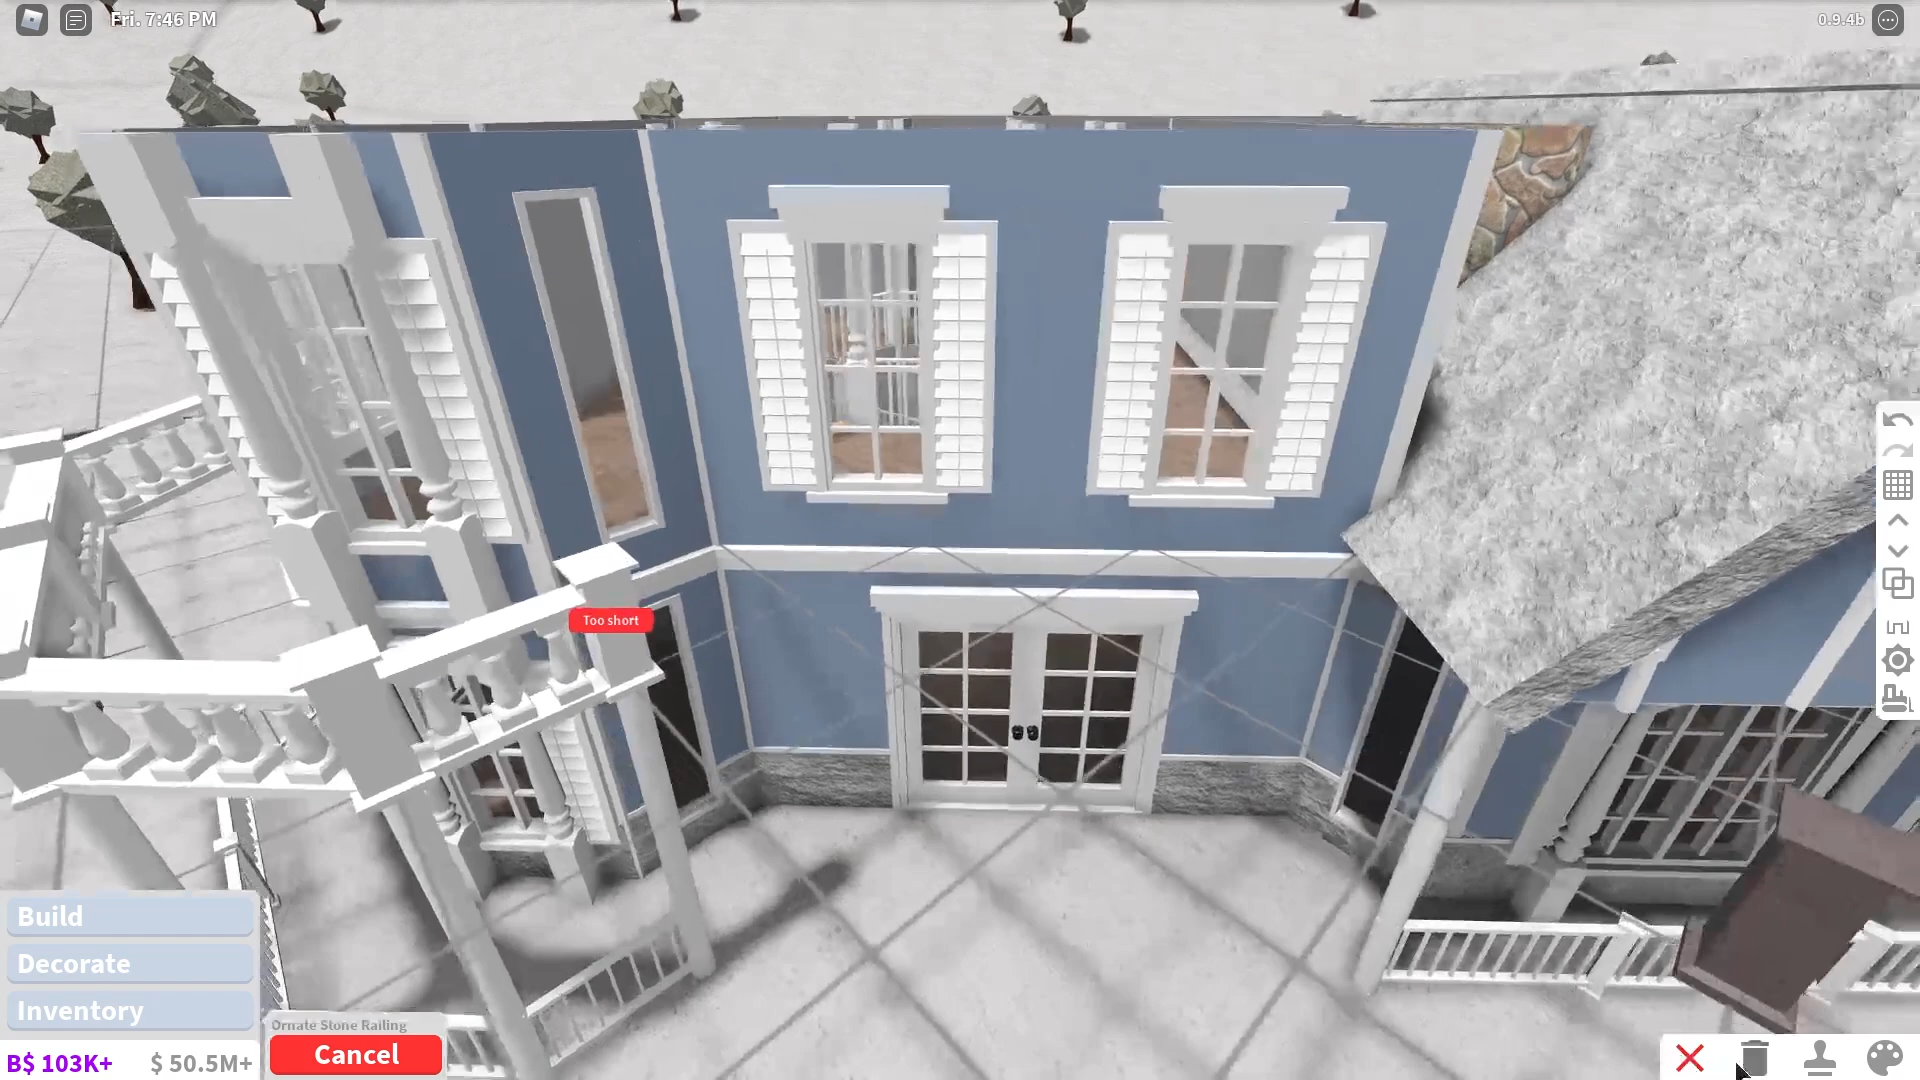 Fri. 7:46 PM
0.9.4b
Too short
Build
Decorate
Inventory
Ornate Stone Railing
Cancel
B$ 103K+
$ 50.5M+